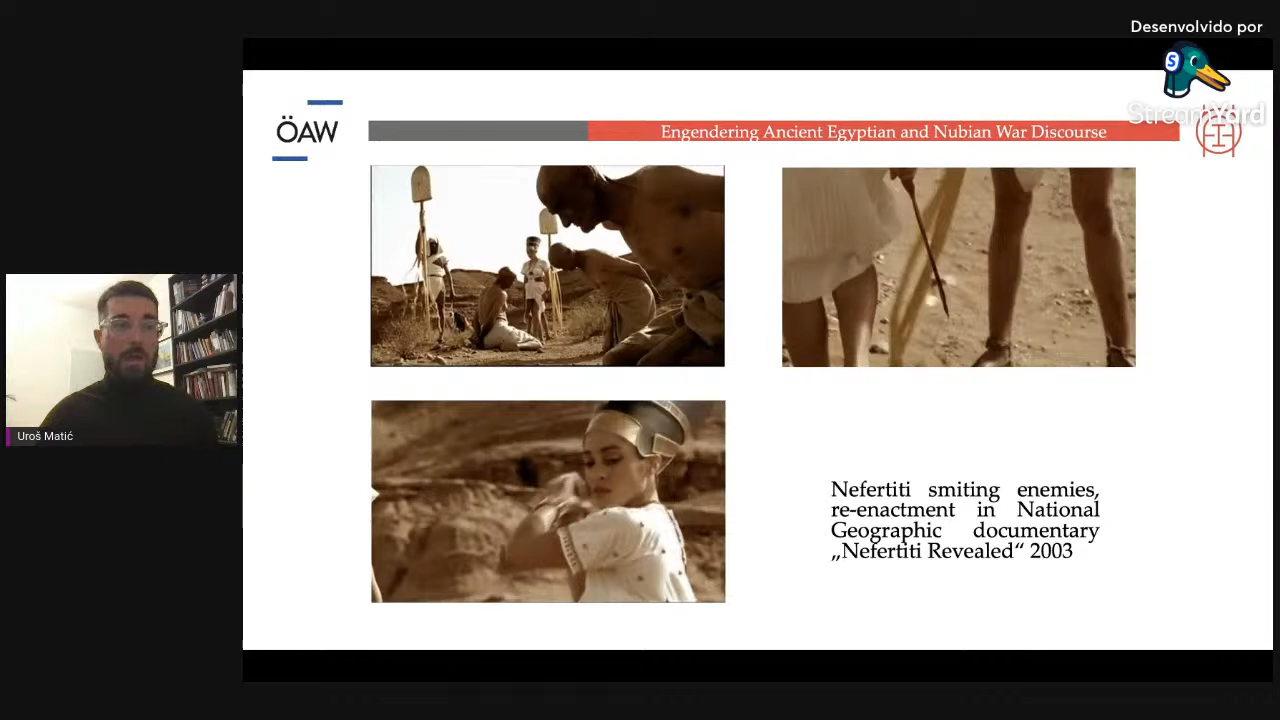 Desenvolvido por
StreamYard
ÖAW
Engendering Ancient Egyptian and Nubian War Discourse
Uroš Matić
Nefertiti smiting enemies,
re-enactment in National
Geographic documentary
„Nefertiti Revealed“ 2003